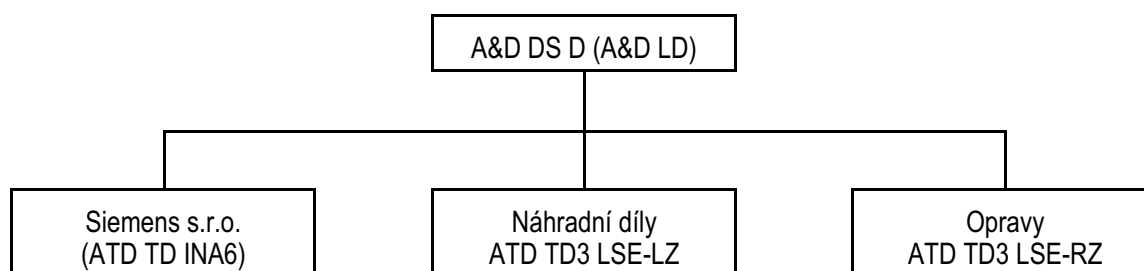 A&D DS D (A&D LD)
Siemens s.r.o.
(ATD TD INA6)
Náhradní díly
ATD TD3 LSE-LZ
Opravy
ATD TD3 LSE-RZ